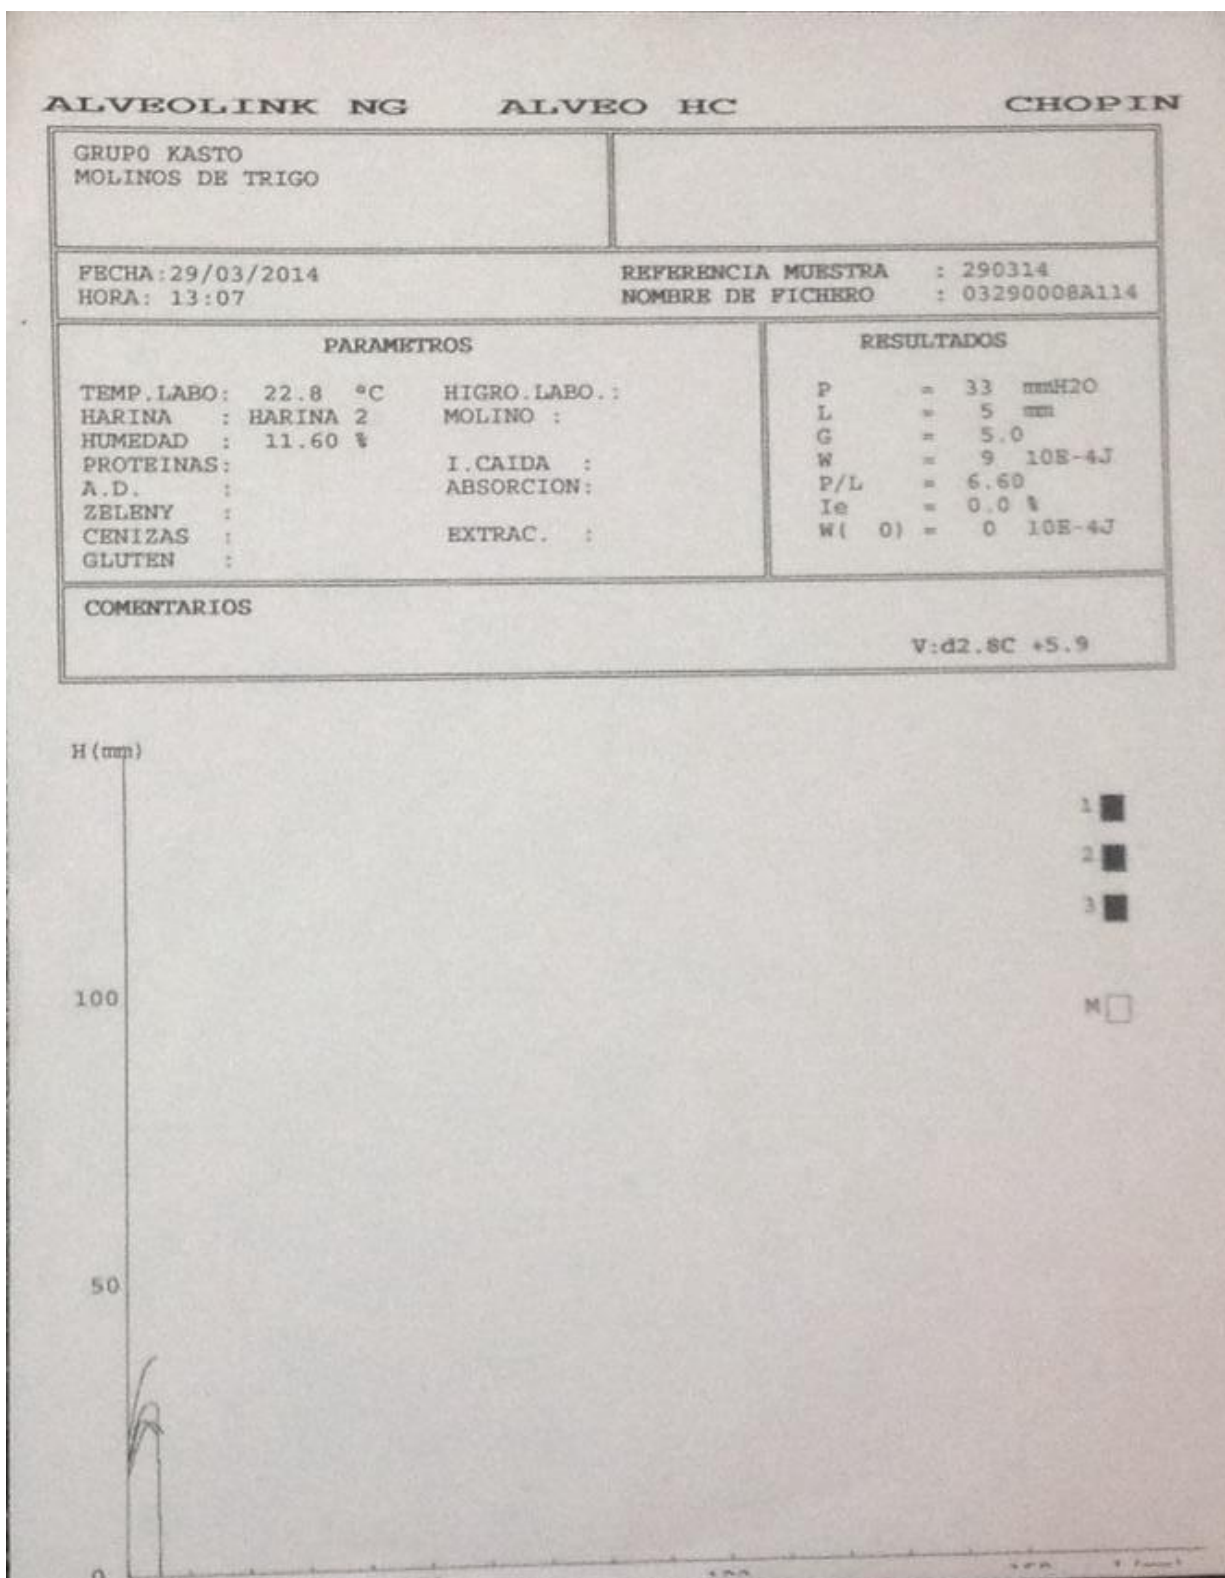 ALVEOLINK NG ALVEO HC CHOPIN
GRUPO KASTO
MOLINOS DE TRIGO
FECHA:29/03/2014 REFERENCIA MUESTRA : 290314
HORA: 13:07 NOMBRE DE FICHERO : 03290008A114
PARAMETROS RESULTADOS
TEMP.LABO: 22.8 ºC HIGRO.LABO.: P = 33 mmH2O
HARINA : HARINA 2 MOLINO : L = 5 mm
HUMEDAD : 11.60 % G = 5.0
PROTEINAS: I.CAIDA : W = 9 10E-4J
A.D. : ABSORCION: P/L = 6.60
ZELENY : Ie = 0.0 %
CENIZAS : EXTRAC. : W( 0) = 0 10E-4J
GLUTEN :
COMENTARIOS
V:d2.8C +5.9
H(mm)
1
2
3
100 M
50
0